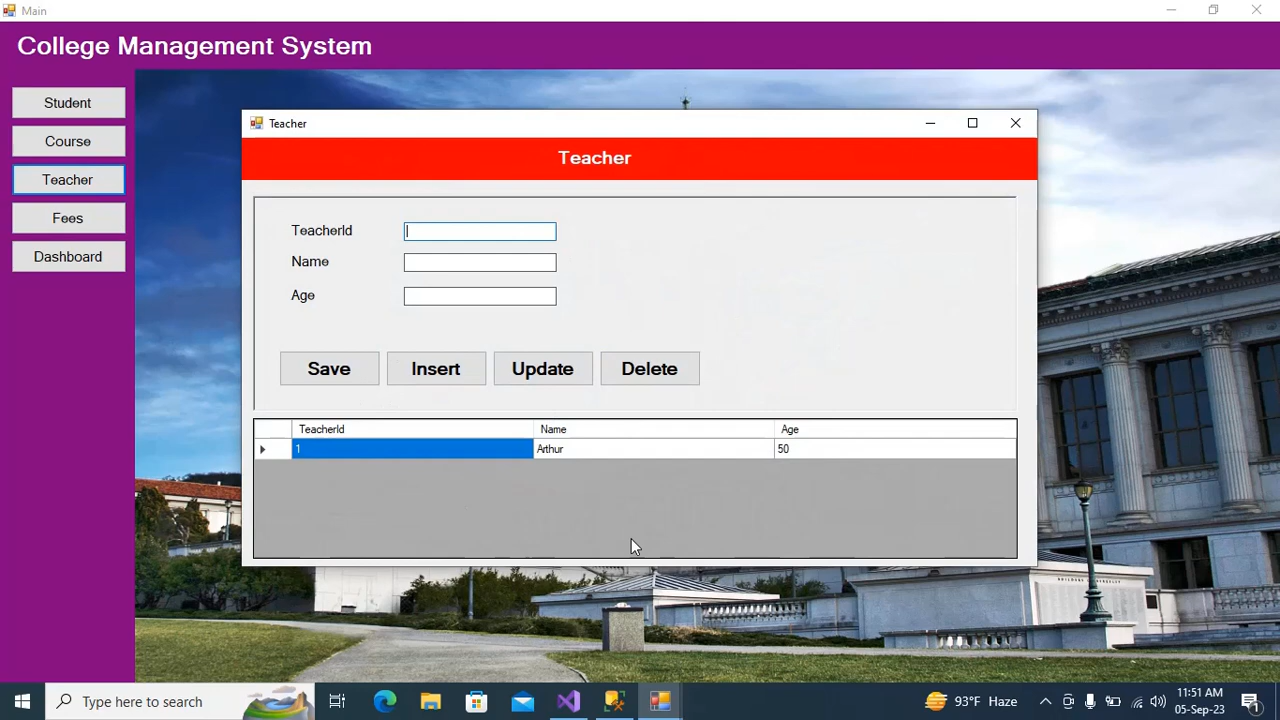 Main
College Management System
Student
Course
Teacher
Fees
Dashboard
Teacher
Teacher
TeacherId
Name
Age
Save Insert Update Delete
TeacherId Name Age
1 Arthur 50
Type here to search
93°F Haze
11:51 AM
05-Sep-23
1